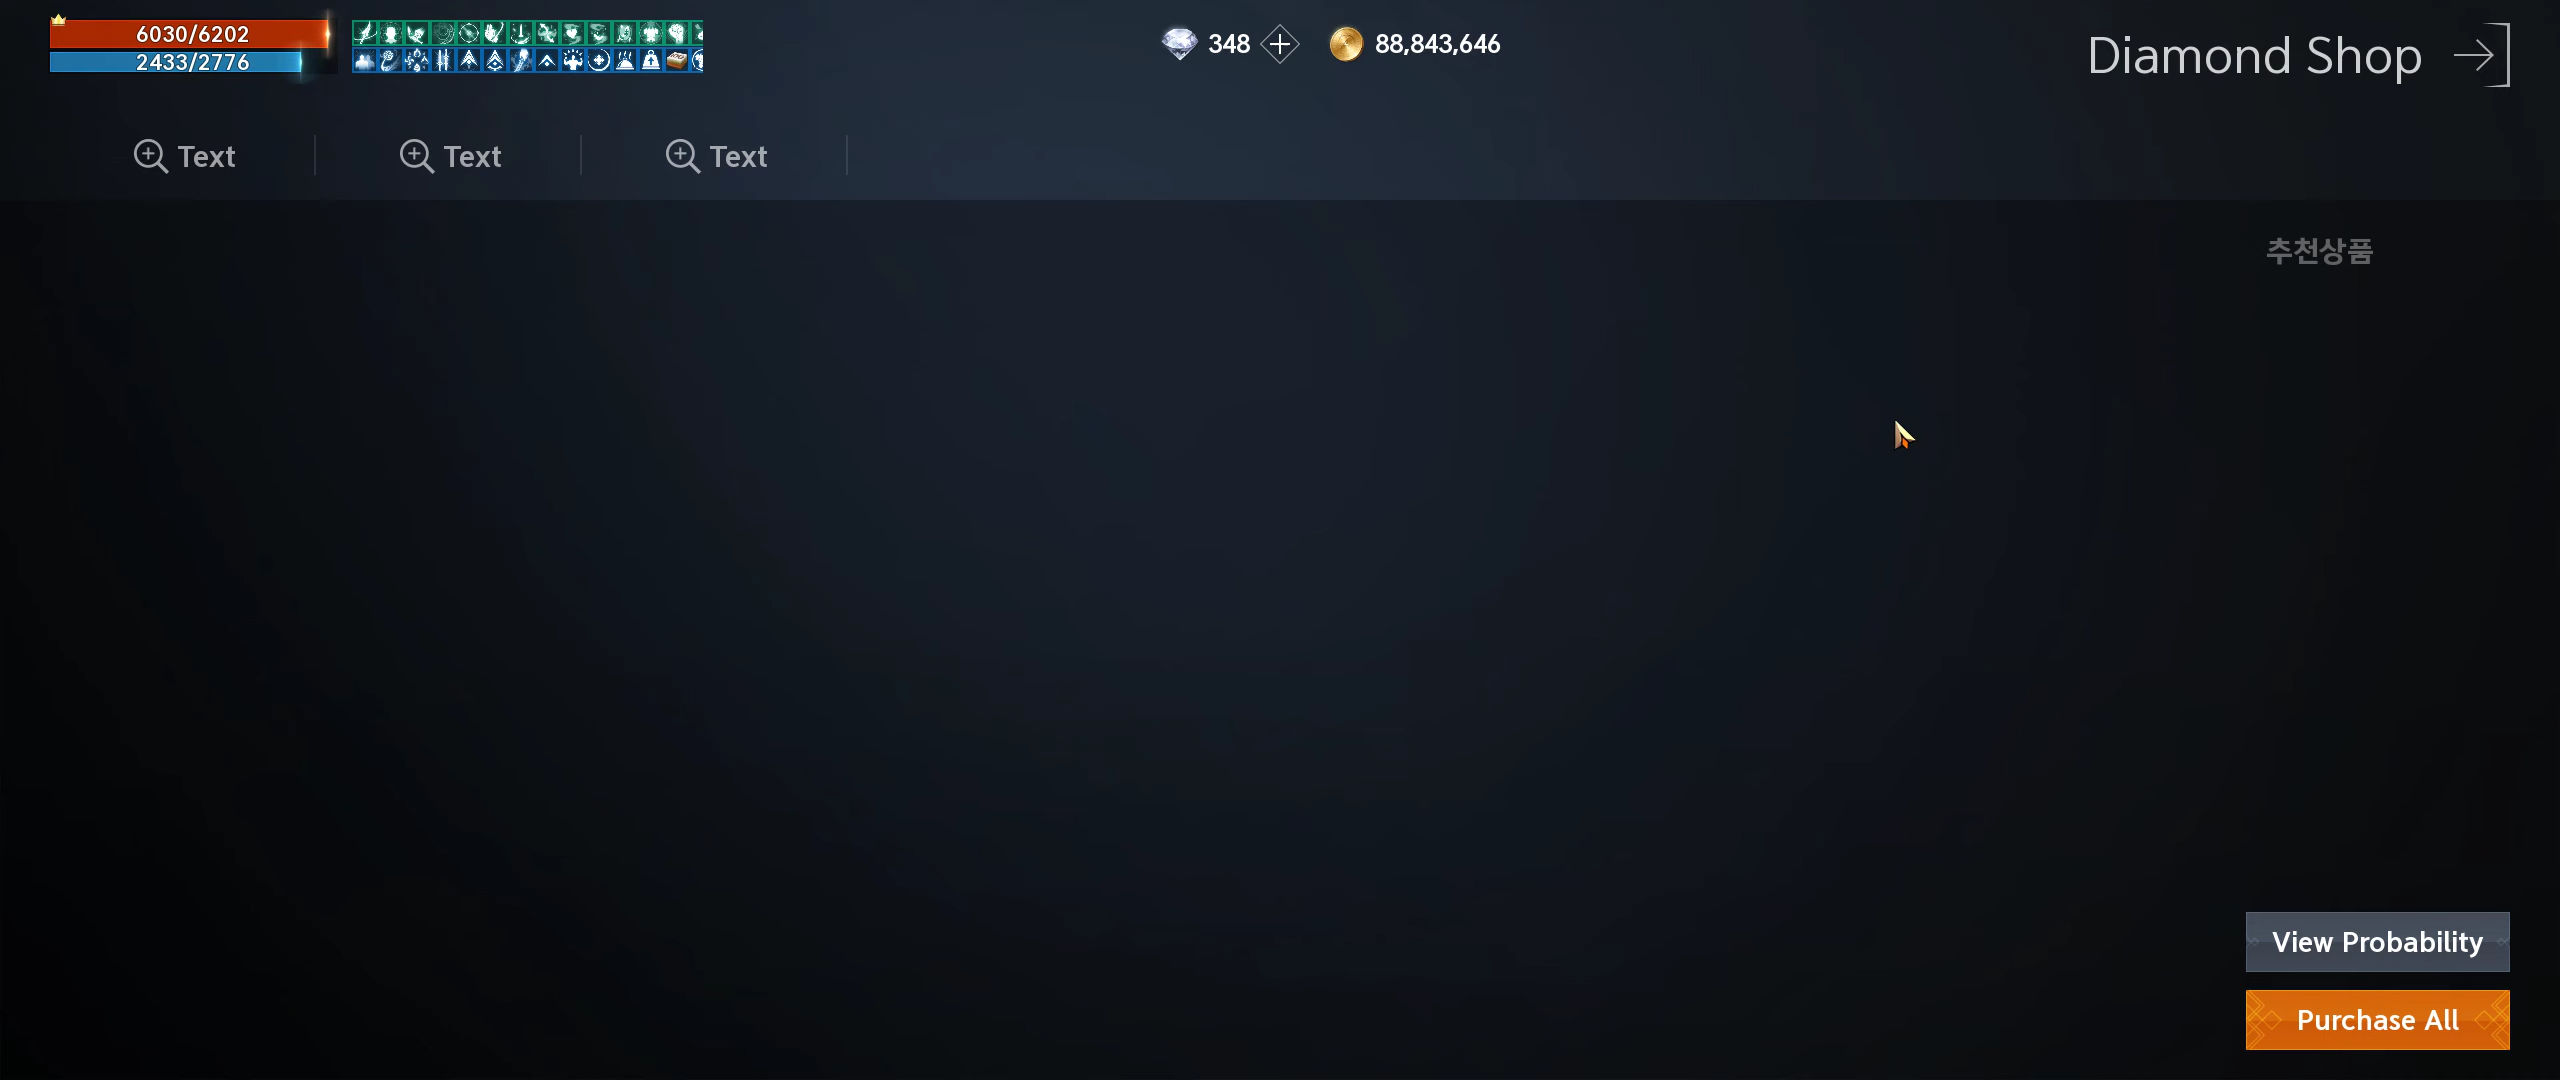 6030/6202
2433/2776
348
88,843,646
Diamond Shop
Text
Text
Text
추천상품
View Probability
Purchase All